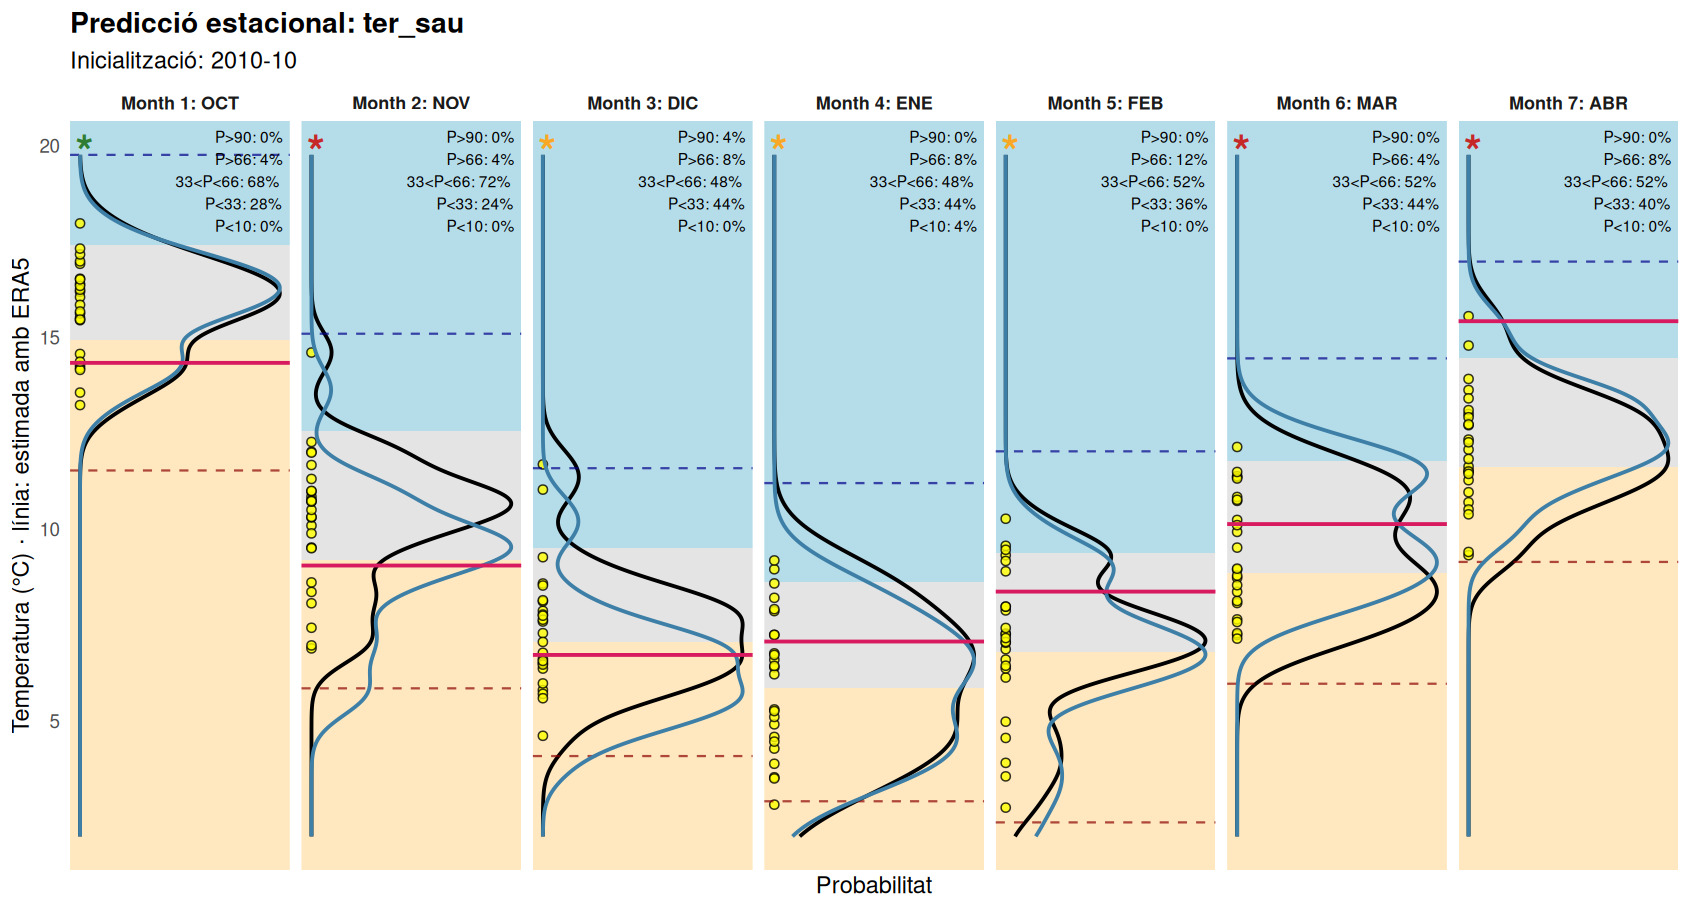 Predicció estacional: ter_sau
Inicialització: 2010-10
Month 1: OCT
Month 2: NOV
Month 3: DIC
Month 4: ENE
Month 5: FEB
Month 6: MAR
Month 7: ABR
Temperatura (°C) · línia: estimada amb ERA5
20
15
10
5
*
P>90: 0%
P>66: 4%
33<P<66: 68%
P<33: 28%
P<10: 0%
*
P>90: 0%
P>66: 4%
33<P<66: 72%
P<33: 24%
P<10: 0%
*
P>90: 4%
P>66: 8%
33<P<66: 48%
P<33: 44%
P<10: 0%
*
P>90: 0%
P>66: 8%
33<P<66: 48%
P<33: 44%
P<10: 4%
*
P>90: 0%
P>66: 12%
33<P<66: 52%
P<33: 36%
P<10: 0%
*
P>90: 0%
P>66: 4%
33<P<66: 52%
P<33: 44%
P<10: 0%
*
P>90: 0%
P>66: 8%
33<P<66: 52%
P<33: 40%
P<10: 0%
Probabilitat